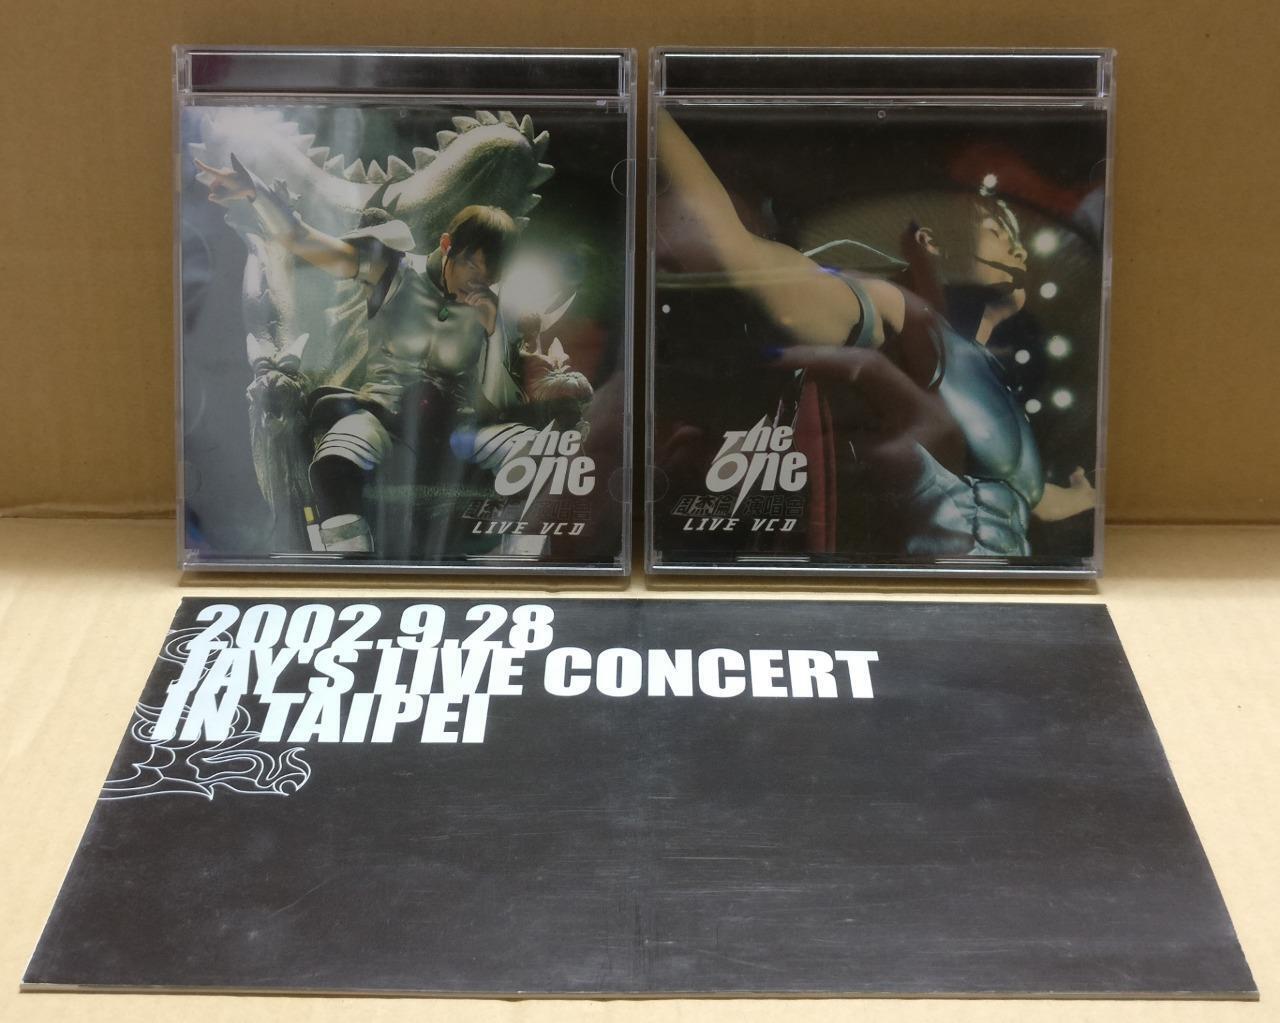 The
One
周杰倫 演唱會
LIVE VCD
The
One
周杰倫 演唱會
LIVE VCD
2002.9.28
JAY'S LIVE CONCERT
IN TAIPEI